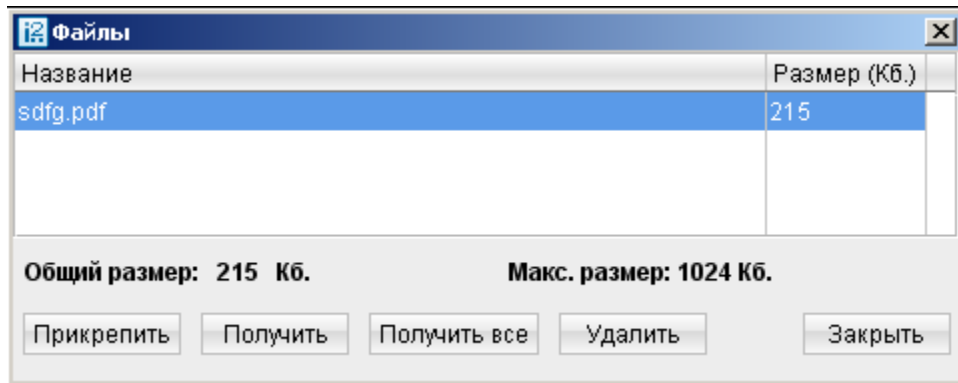 Файлы
Название Размер (Кб.)
sdfg.pdf 215
Общий размер: 215 Кб. Макс. размер: 1024 Кб.
Прикрепить Получить Получить все Удалить Закрыть